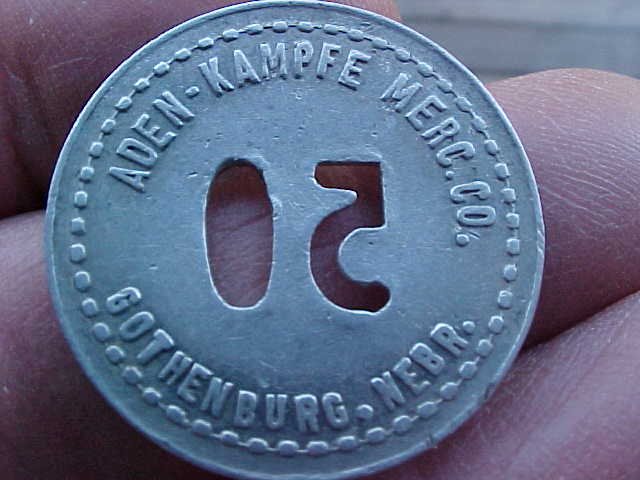 ADEN-KAMPFE MERC. CO.
50
GOTHENBURG, NEBR.